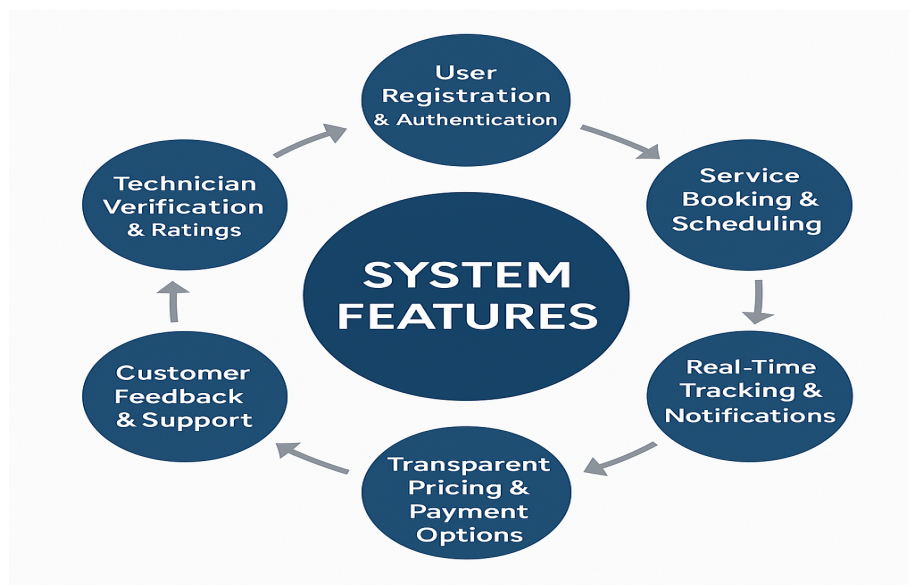 User
Registration
& Authentication
Service
Booking &
Scheduling
Real-Time
Tracking &
Notifications
Transparent
Pricing &
Payment
Options
Customer
Feedback
& Support
Technician
Verification
& Ratings
SYSTEM
FEATURES